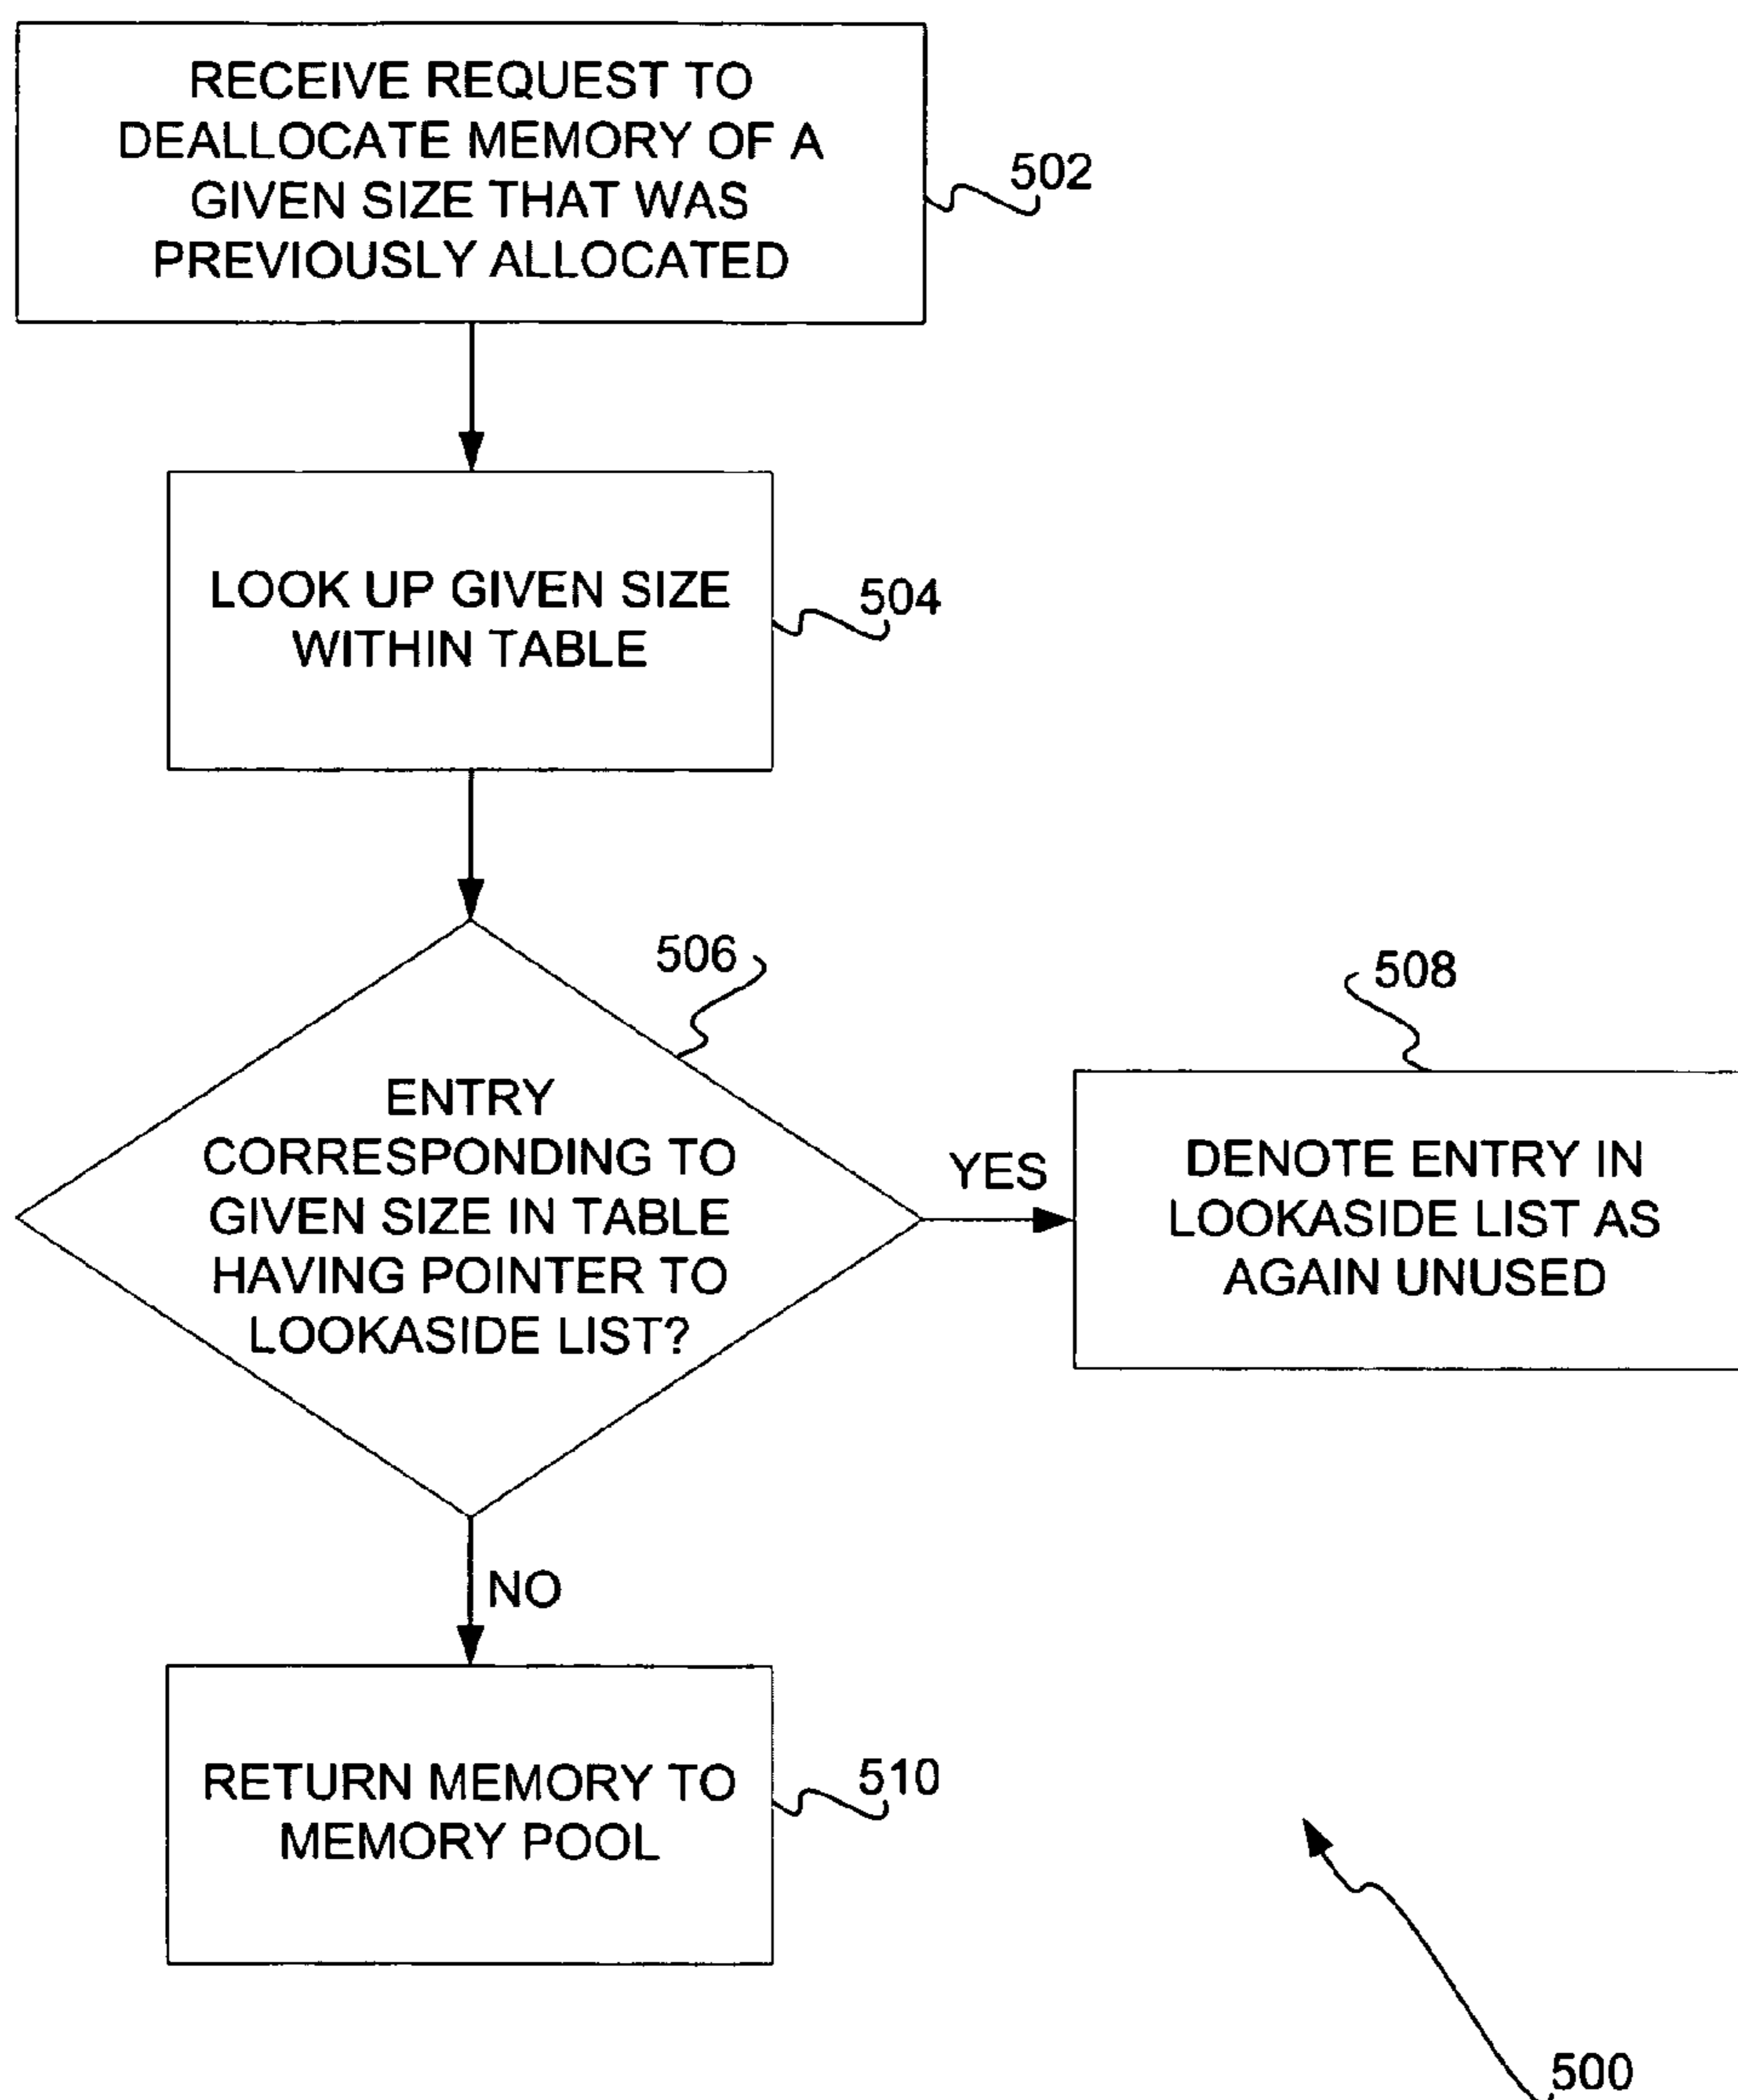 RECEIVE REQUEST TO
DEALLOCATE MEMORY OF A
GIVEN SIZE THAT WAS
PREVIOUSLY ALLOCATED
502
LOOK UP GIVEN SIZE
WITHIN TABLE
504
506
ENTRY
CORRESPONDING TO
GIVEN SIZE IN TABLE
HAVING POINTER TO
LOOKASIDE LIST?
YES
508
DENOTE ENTRY IN
LOOKASIDE LIST AS
AGAIN UNUSED
NO
RETURN MEMORY TO
MEMORY POOL
510
500